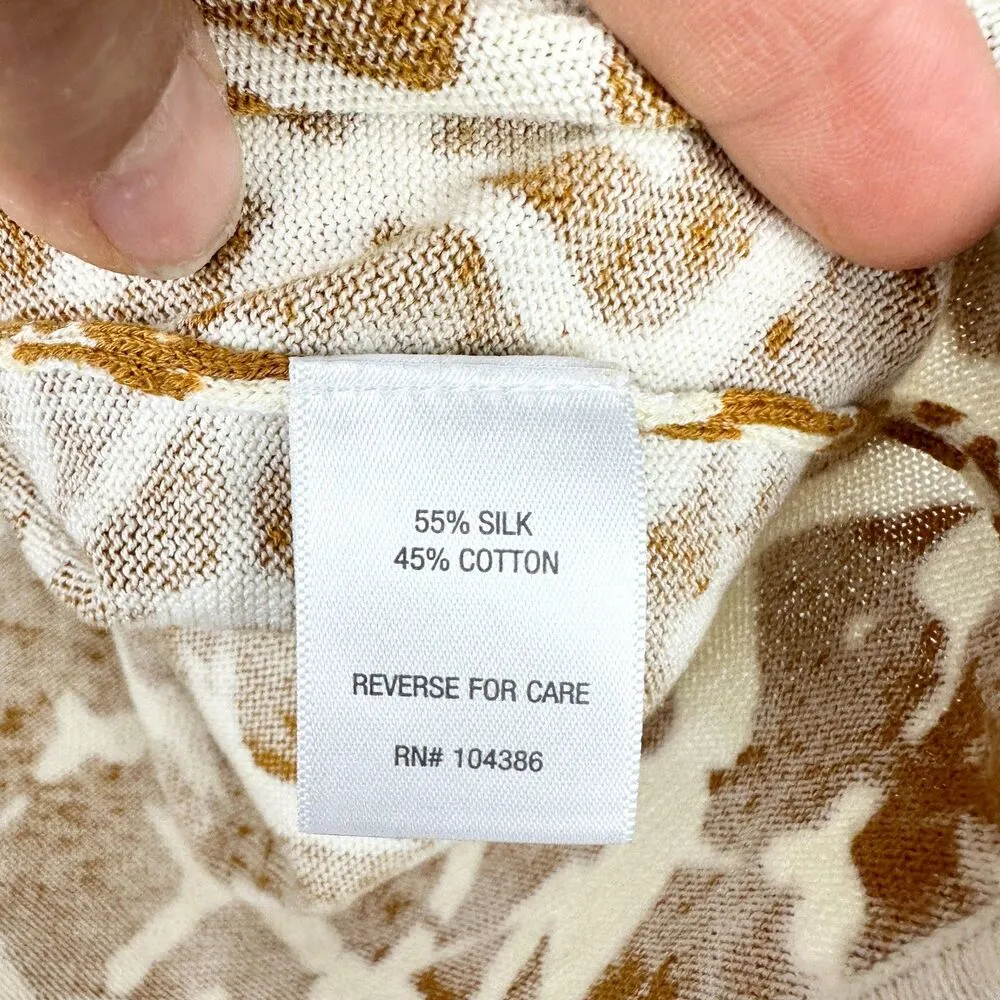 55% SILK
45% COTTON
REVERSE FOR CARE
RN# 104386